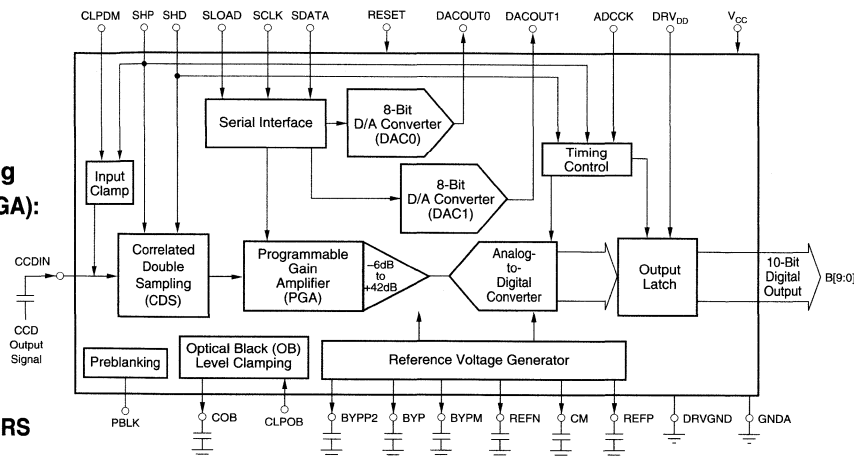 CLPDM SHP SHD SLOAD SCLK SDATA RESET DACOUT0 DACOUT1 ADCCK DRVDD VCC
Serial Interface
8-Bit
D/A Converter
(DAC0)
8-Bit
D/A Converter
(DAC1)
Timing
Control
Input
Clamp
g
GA):
CCDIN
CCD
Output
Signal
Correlated
Double
Sampling
(CDS)
Programmable
Gain
Amplifier
(PGA)
–6dB
to
+42dB
Analog-
to-
Digital
Converter
Output
Latch
10-Bit
Digital
Output
B[9:0]
Preblanking
Optical Black (OB)
Level Clamping
Reference Voltage Generator
PBLK COB CLPOB BYPP2 BYP BYPM REFN CM REFP DRVGND GNDA
RS